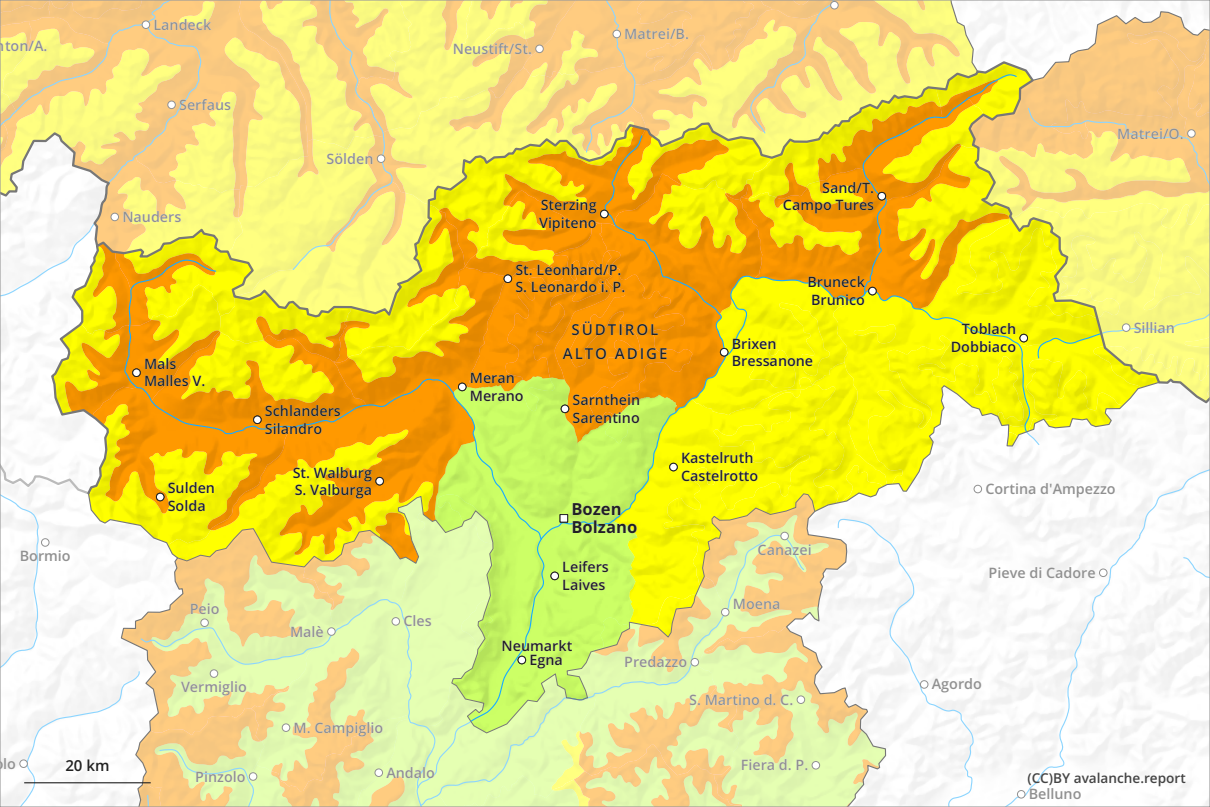 Landeck
nton/A.
Neustift/St.
Matrei/B.
Serfaus
Matrei/O.
Sölden
Nauders
Sand/T.
Campo Tures
Sterzing
Vipiteno
St. Leonhard/P.
S. Leonardo i. P.
Bruneck
Brunico
SÜDTIROL
ALTO ADIGE
Toblach
Dobbiaco
Sillian
Brixen
Bressanone
Mals
Malles V.
Meran
Merano
Schlanders
Silandro
Sarnthein
Sarentino
St. Walburg
S. Valburga
Kastelruth
Castelrotto
Sulden
Solda
Cortina d'Ampezzo
Bozen
Bolzano
Bormio
Canazei
Leifers
Laives
Pieve di Cadore
Peio
Moena
Malè
Cles
Neumarkt
Egna
Predazzo
Vermiglio
Agordo
S. Martino d. C.
M. Campiglio
20 km
olo
Pinzolo
Andalo
Fiera d. P.
(CC)BY avalanche.report
Belluno